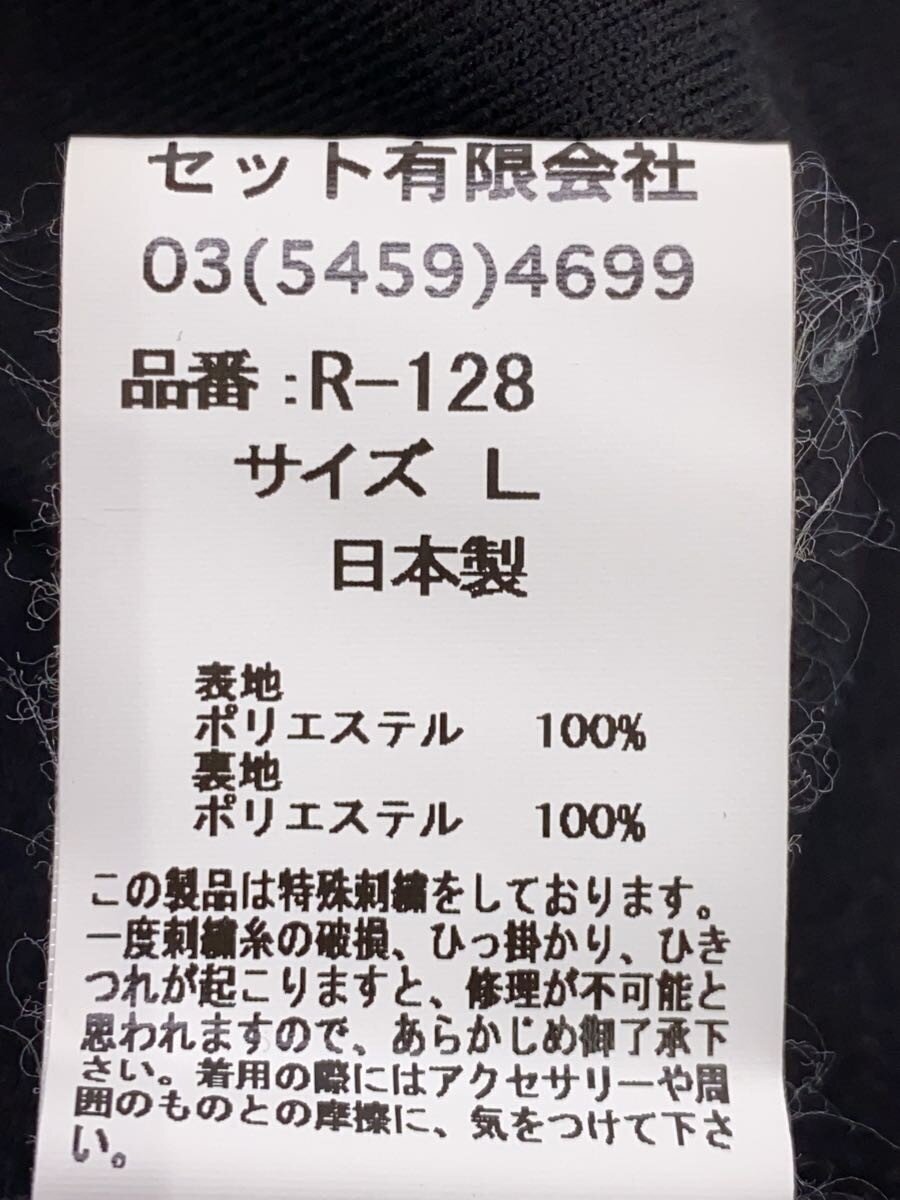 セット有限会社
03(5459)4699
品番:R-128
サイズ L
日本製
表地
ポリエステル 100%
裏地
ポリエステル 100%
この製品は特殊刺繍をしております。
一度刺繍糸の破損、ひっ掛かり、ひき
つれが起こりますと、修理が不可能と
思われますので、あらかじめ御了承下
さい。着用の際にはアクセサリーや周
囲のものとの摩擦に、気をつけて下さ
い。